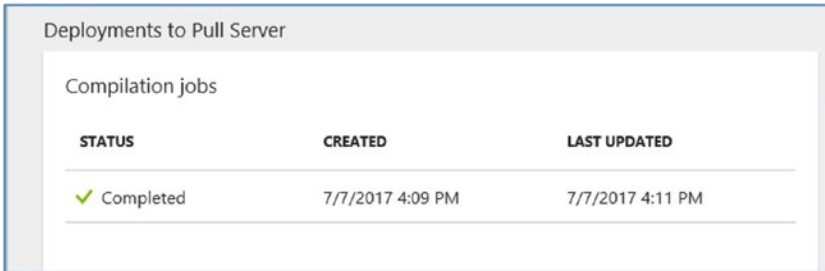 Deployments to Pull Server
Compilation jobs
STATUS CREATED LAST UPDATED
Completed 7/7/2017 4:09 PM 7/7/2017 4:11 PM